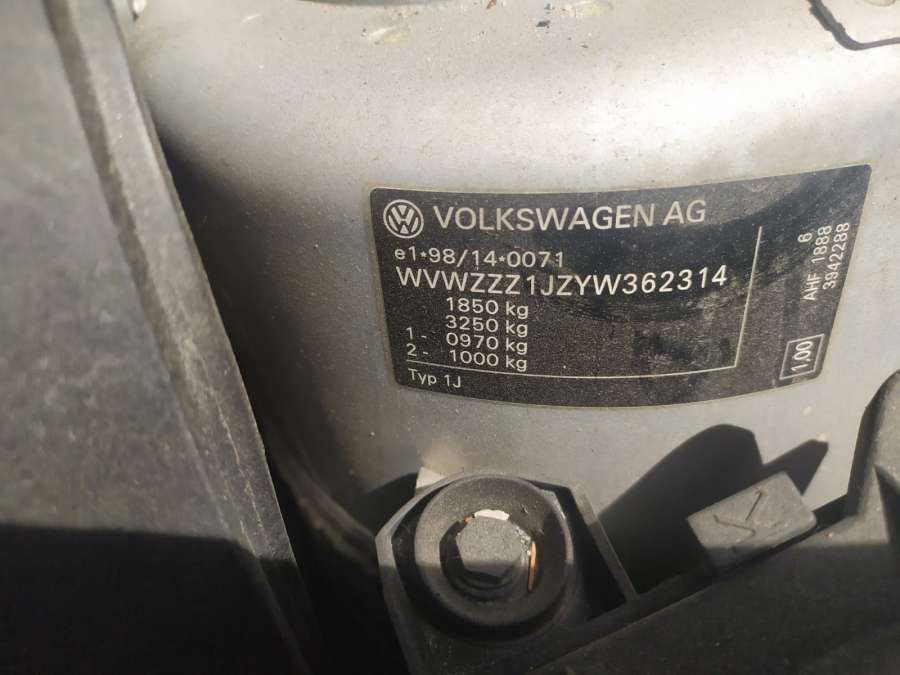 VOLKSWAGEN AG
e1*98/14*0071
WVWZZZ1JZYW362314
1850 kg
3250 kg
1 - 0970 kg
2 - 1000 kg
Typ 1J
6
AHF 1888
3942288
1,00